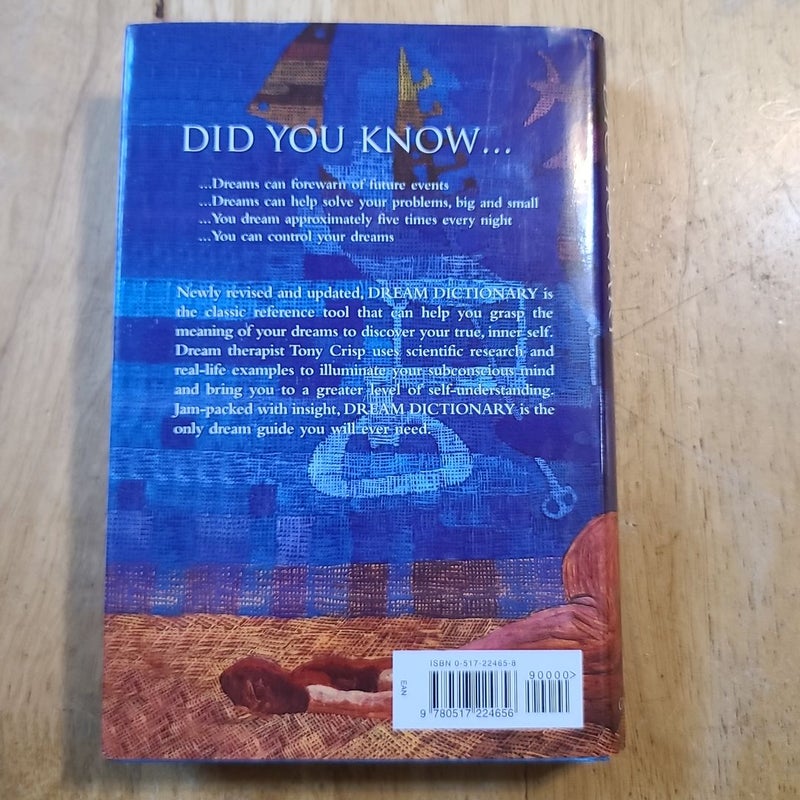 DID YOU KNOW...
...Dreams can forewarn of future events
...Dreams can help solve your problems, big and small
...You dream approximately five times every night
...You can control your dreams
Newly revised and updated, DREAM DICTIONARY is
the classic reference tool that can help you grasp the
meaning of your dreams to discover your true, inner self.
Dream therapist Tony Crisp uses scientific research and
real-life examples to illuminate your subconscious mind
and bring you to a greater level of self-understanding.
Jam-packed with insight, DREAM DICTIONARY is the
only dream guide you will ever need.
ISBN 0-517-22465-8
90000>
EAN
9 780517 224656